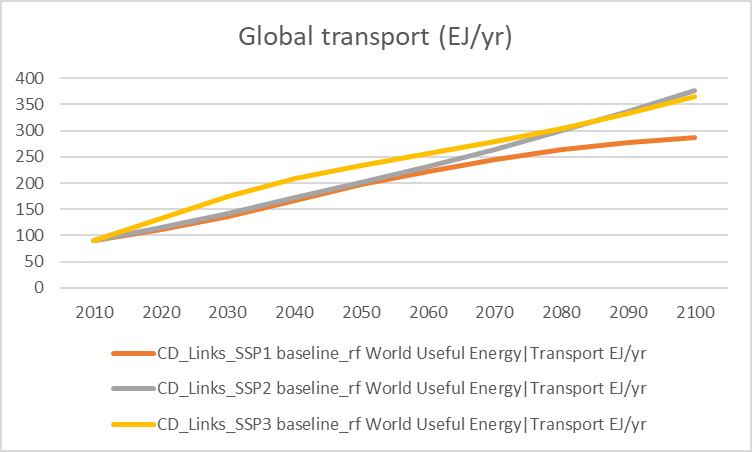 Global transport (EJ/yr)
400
350
300
250
200
150
100
50
0
2010 2020 2030 2040 2050 2060 2070 2080 2090 2100
CD_Links_SSP1 baseline_rf World Useful Energy|Transport EJ/yr
CD_Links_SSP2 baseline_rf World Useful Energy|Transport EJ/yr
CD_Links_SSP3 baseline_rf World Useful Energy|Transport EJ/yr